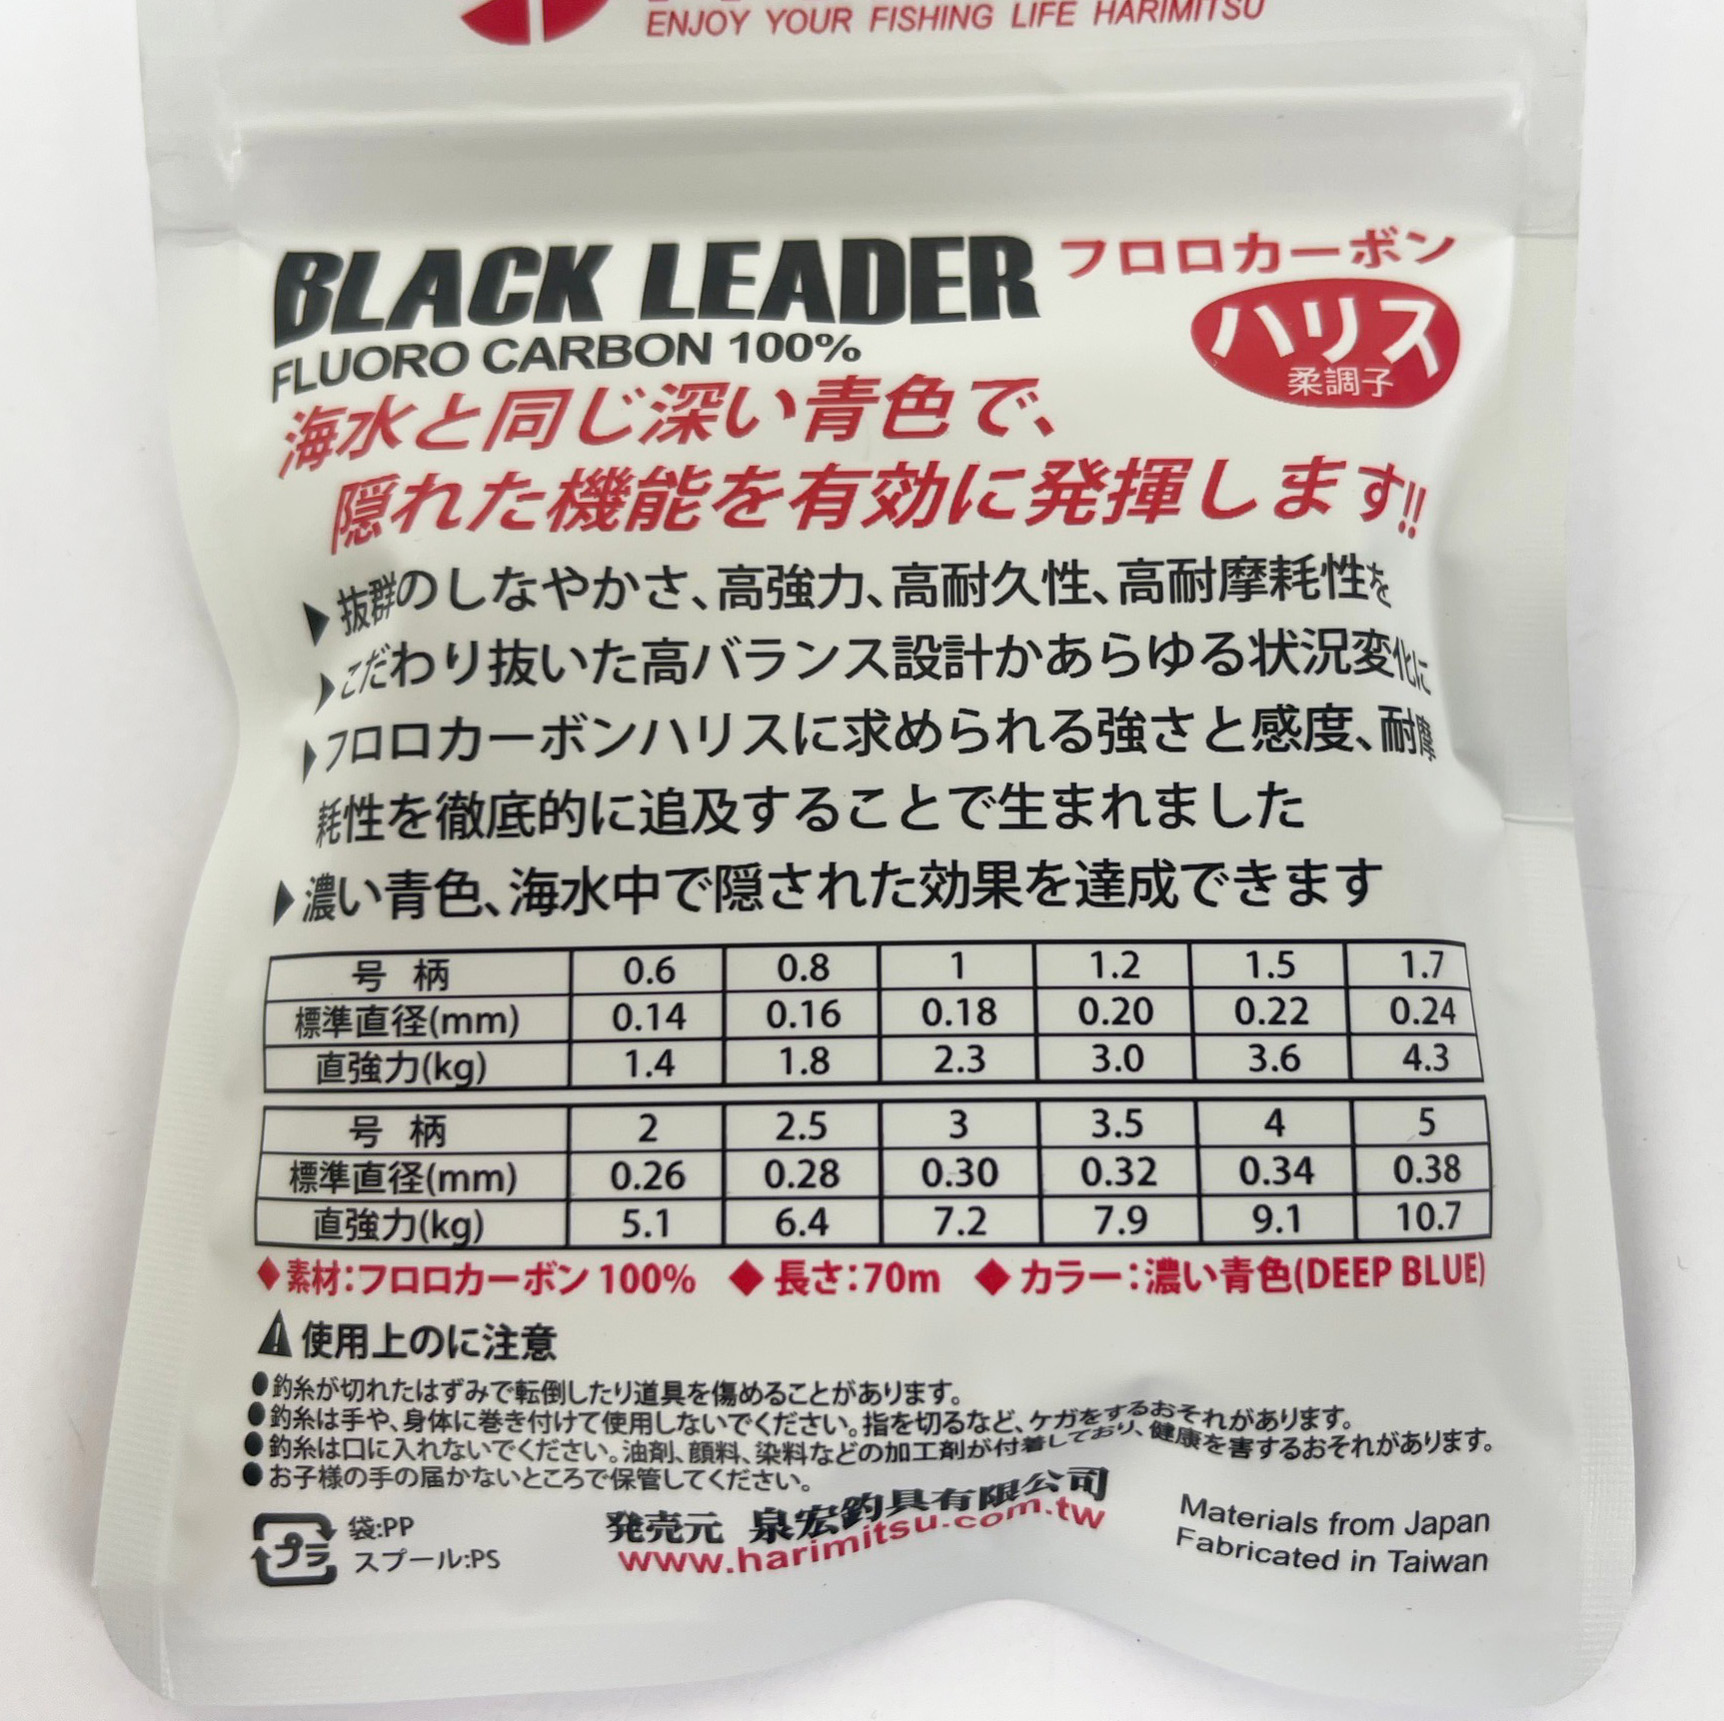 ENJOY YOUR FISHING LIFE HARIMITSU
BLACK LEADER フロロカーボン
FLUORO CARBON 100%
ハリス
柔調子
海水と同じ深い青色で、
隠れた機能を有効に発揮します!!
▶抜群のしなやかさ、高強力、高耐久性、高耐摩耗性を
▶こだわり抜いた高バランス設計かあらゆる状況変化に
▶フロロカーボンハリスに求められる強さと感度、耐摩
耗性を徹底的に追及することで生まれました
▶濃い青色、海水中で隠された効果を達成できます
号 柄 0.6 0.8 1 1.2 1.5 1.7
標準直径(mm) 0.14 0.16 0.18 0.20 0.22 0.24
直強力(kg) 1.4 1.8 2.3 3.0 3.6 4.3
号 柄 2 2.5 3 3.5 4 5
標準直径(mm) 0.26 0.28 0.30 0.32 0.34 0.38
直強力(kg) 5.1 6.4 7.2 7.9 9.1 10.7
◆素材:フロロカーボン 100% ◆長さ:70m ◆カラー:濃い青色(DEEP BLUE)
使用上のに注意
●釣糸が切れたはずみで転倒したり道具を傷めることがあります。
●釣糸は手や、身体に巻き付けて使用しないでください。指を切るなど、ケガをするおそれがあります。
●釣糸は口に入れないでください。油剤、顔料、染料などの加工剤が付着しており、健康を害するおそれがあります。
●お子様の手の届かないところで保管してください。
プラ
袋:PP
スプール:PS
発売元 泉宏釣具有限公司
www.harimitsu.com.tw
Materials from Japan
Fabricated in Taiwan